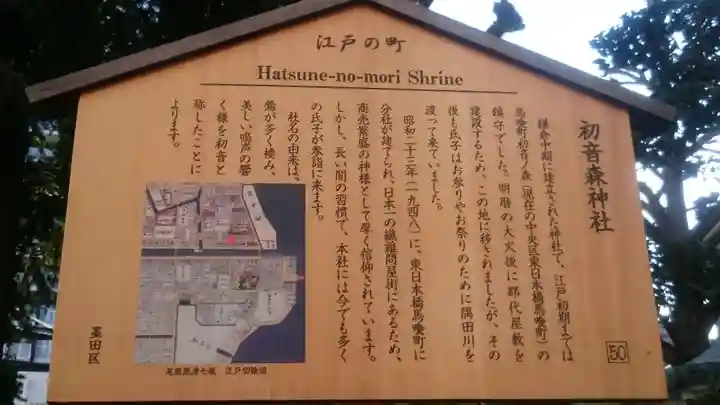 江戸の町
Hatsune-no-mori Shrine
初音森神社
鎌倉中期に建立された神社で、江戸初期までは
馬喰町初音ノ森(現在の中央区東日本橋馬喰町)の
鎮守でした。明暦の大火後に郡代屋敷を
建設するため、この地に移されましたが、その
後も氏子はお参りやお祭りのために隅田川を
渡って来ていました。
昭和二十三年(一九四八)に、東日本橋馬喰町に
分社が建てられ、日本一の繊維問屋街にあるため、
商売繁盛の神様として厚く信仰されています。
しかし、長い間の習慣で、本社には今でも多く
の氏子が参詣に来ます。
社名の由来は、
鶯が多く棲み、
美しい鳴声の響
く様を初音と
称したことに
よります。
尾張屋清七版 江戸切絵図
墨田区
50